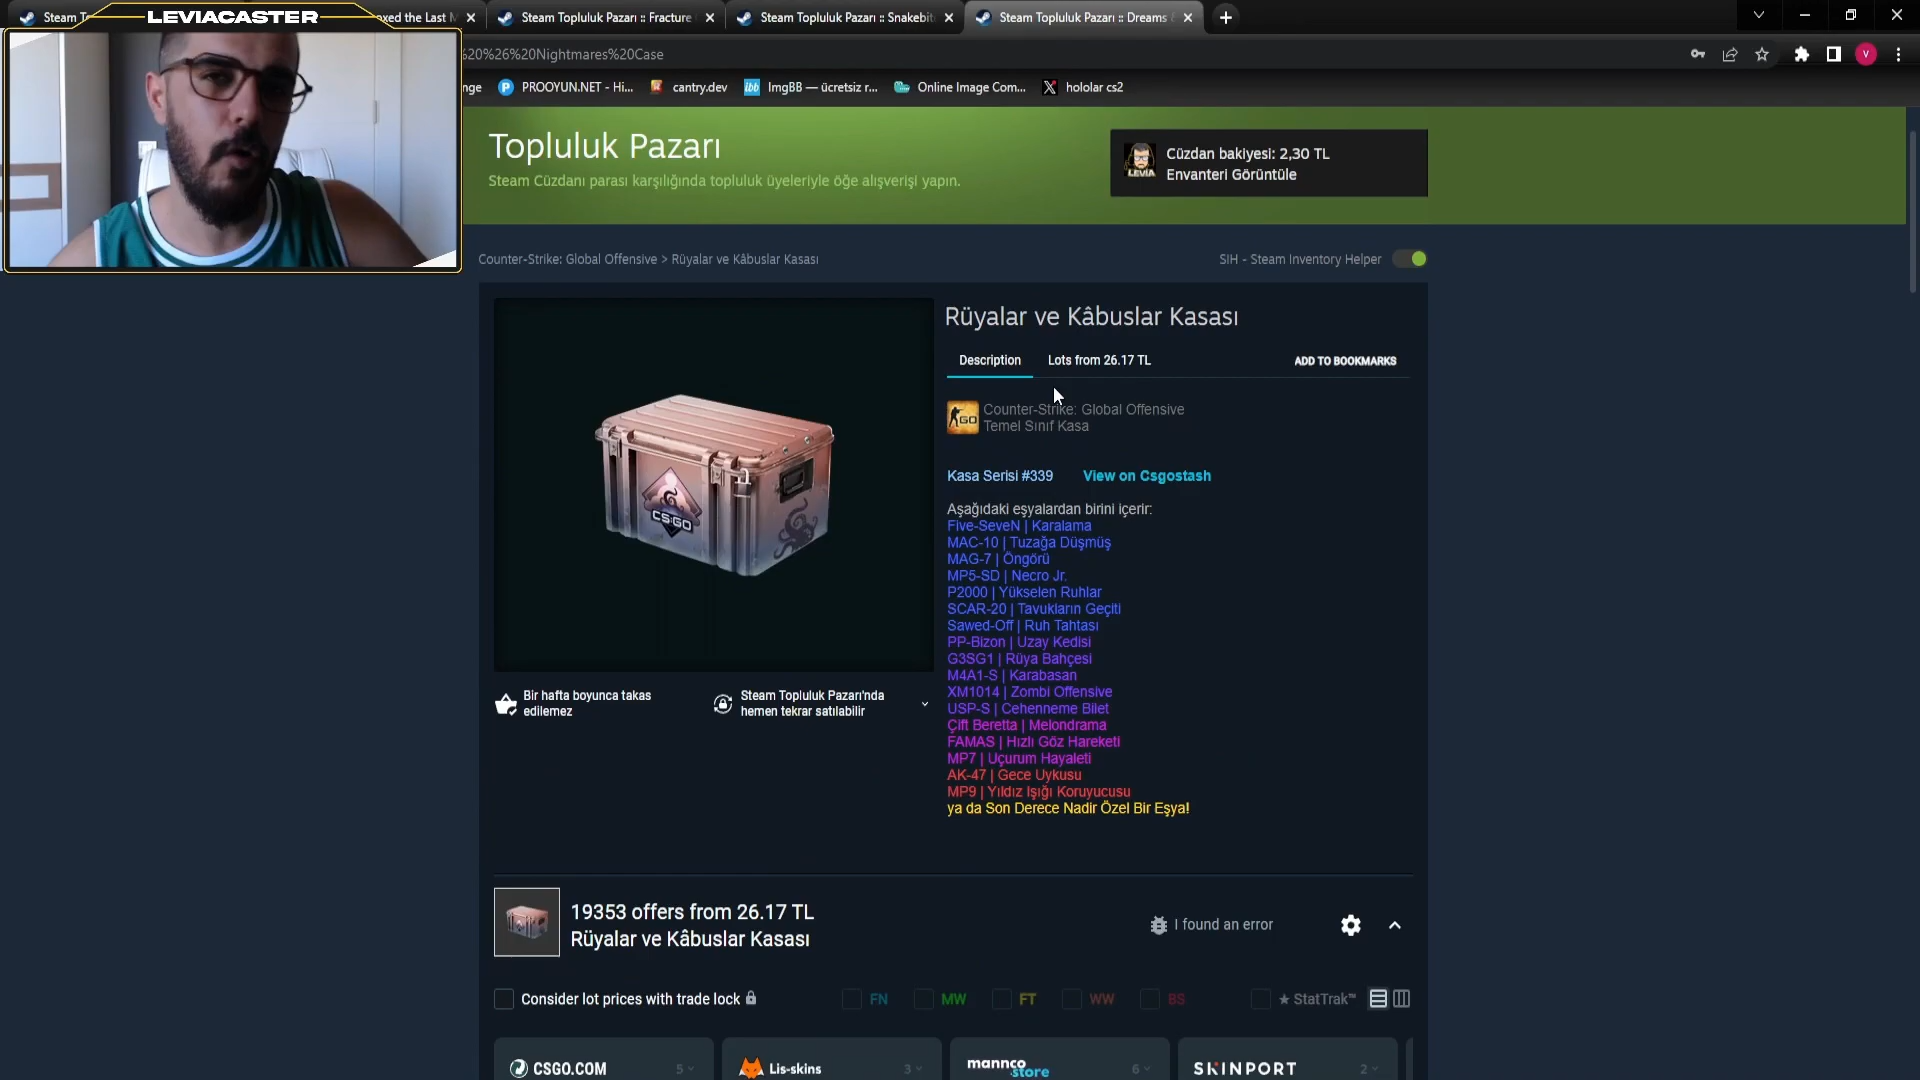 LEVIACASTER
Steam T
oxed the Last M
Steam Topluluk Pazarı :: Fracture
Steam Topluluk Pazarı :: Snakebit
Steam Topluluk Pazarı :: Dreams
%20%26%20Nightmares%20Case
V
nge
P PROOYUN.NET - Hi...
cantry.dev
ibb ImgBB — ücretsiz r...
Online Image Com...
X hololar cs2
Topluluk Pazarı
Steam Cüzdanı parası karşılığında topluluk üyeleriyle öğe alışverişi yapın.
LEVIA
Cüzdan bakiyesi: 2,30 TL
Envanteri Görüntüle
Counter-Strike: Global Offensive > Rüyalar ve Kâbuslar Kasası
SIH - Steam Inventory Helper
CS:GO
Rüyalar ve Kâbuslar Kasası
Description
Lots from 26.17 TL
ADD TO BOOKMARKS
GO
Counter-Strike: Global Offensive
Temel Sınıf Kasa
Kasa Serisi #339
View on Csgostash
Aşağıdaki eşyalardan birini içerir:
Five-SeveN | Karalama
MAC-10 | Tuzağa Düşmüş
MAG-7 | Öngörü
MP5-SD | Necro Jr.
P2000 | Yükselen Ruhlar
SCAR-20 | Tavukların Geçiti
Sawed-Off | Ruh Tahtası
PP-Bizon | Uzay Kedisi
G3SG1 | Rüya Bahçesi
M4A1-S | Karabasan
XM1014 | Zombi Offensive
USP-S | Cehenneme Bilet
Çift Beretta | Melondrama
FAMAS | Hızlı Göz Hareketi
MP7 | Uçurum Hayaleti
AK-47 | Gece Uykusu
MP9 | Yıldız Işığı Koruyucusu
ya da Son Derece Nadir Özel Bir Eşya!
Bir hafta boyunca takas
edilemez
Steam Topluluk Pazarı'nda
hemen tekrar satılabilir
19353 offers from 26.17 TL
Rüyalar ve Kâbuslar Kasası
I found an error
Consider lot prices with trade lock
FN
MW
FT
WW
BS
★ StatTrak™
CSGO.COM
5
Lis-skins
3
mannco
store
6
SKINPORT
2